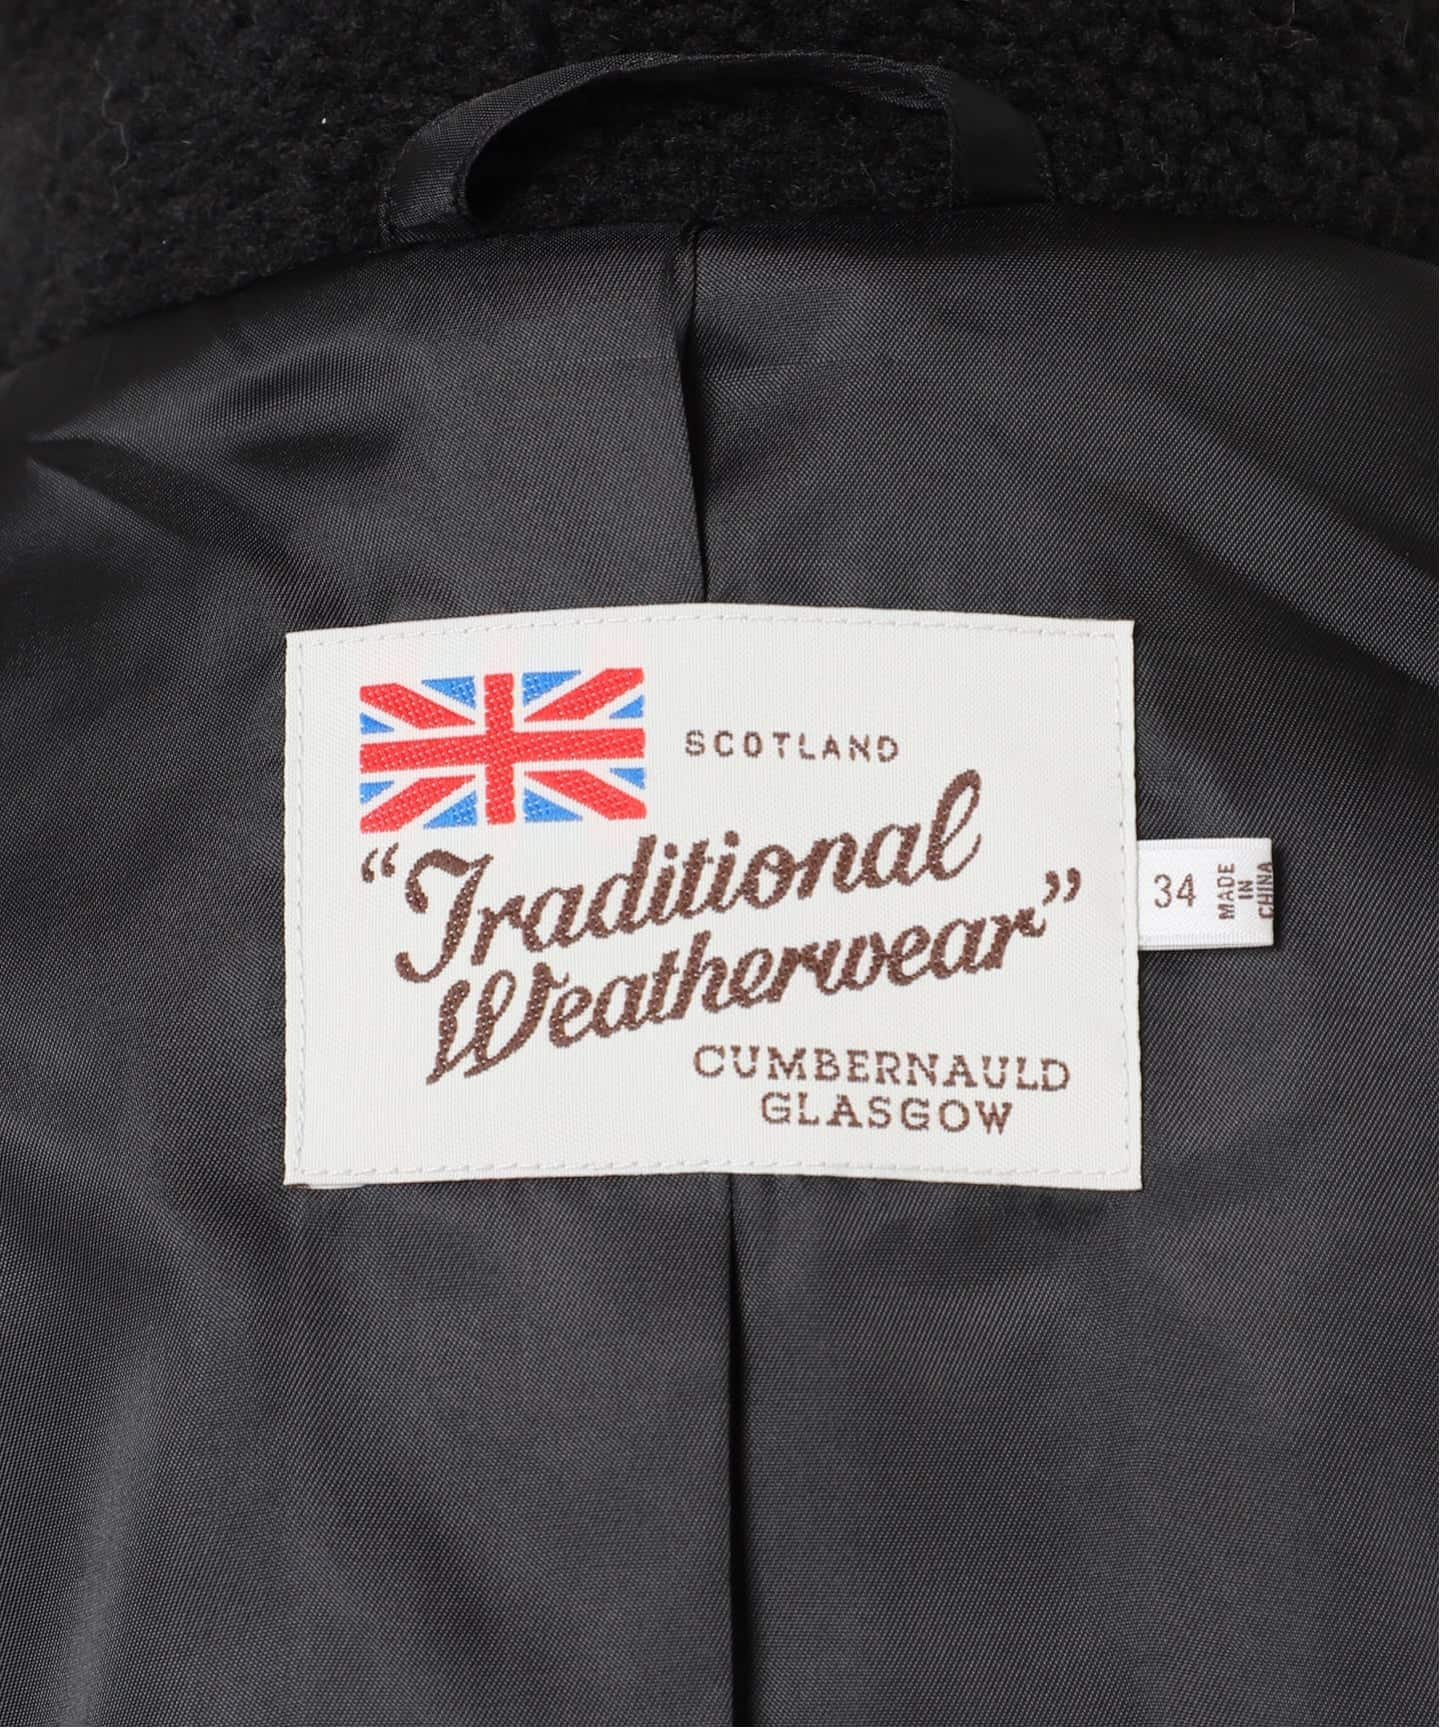 SCOTLAND
“Traditional
Weatherwear”
CUMBERNAULD
GLASGOW
34
MADE
IN
CHINA